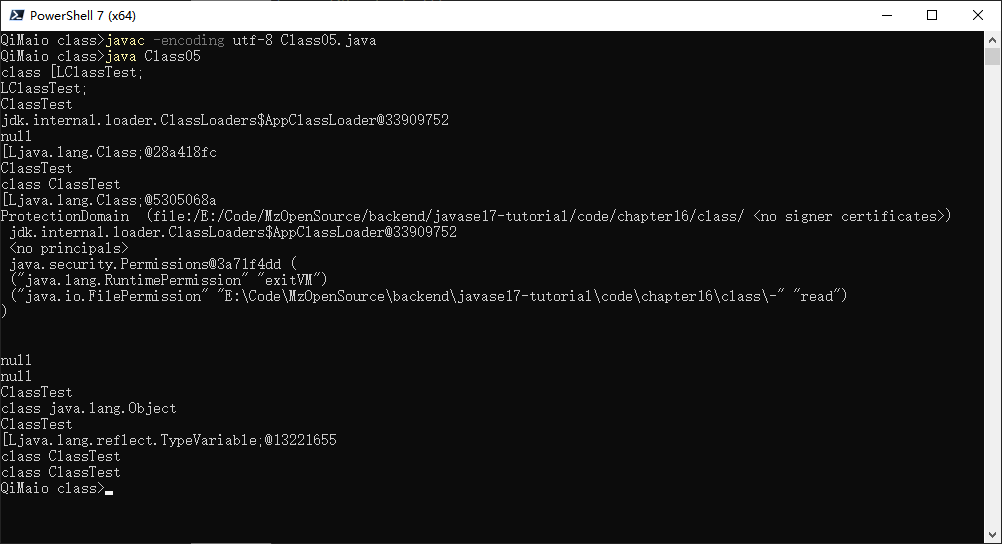 PowerShell 7 (x64)
QiMaio class>javac -encoding utf-8 Class05.java
QiMaio class>java Class05
class [LClassTest;
LClassTest;
ClassTest
jdk.internal.loader.ClassLoaders$AppClassLoader@33909752
null
[Ljava.lang.Class;@28a418fc
ClassTest
class ClassTest
[Ljava.lang.Class;@5305068a
ProtectionDomain  (file:/E:/Code/MzOpenSource/backend/javase17-tutorial/code/chapter16/class/ <no signer certificates>)
 jdk.internal.loader.ClassLoaders$AppClassLoader@33909752
 <no principals>
 java.security.Permissions@3a71f4dd (
 ("java.lang.RuntimePermission" "exitVM")
 ("java.io.FilePermission" "E:\Code\MzOpenSource\backend\javase17-tutorial\code\chapter16\class\-" "read")
)
null
null
ClassTest
class java.lang.Object
ClassTest
[Ljava.lang.reflect.TypeVariable;@13221655
class ClassTest
class ClassTest
QiMaio class>